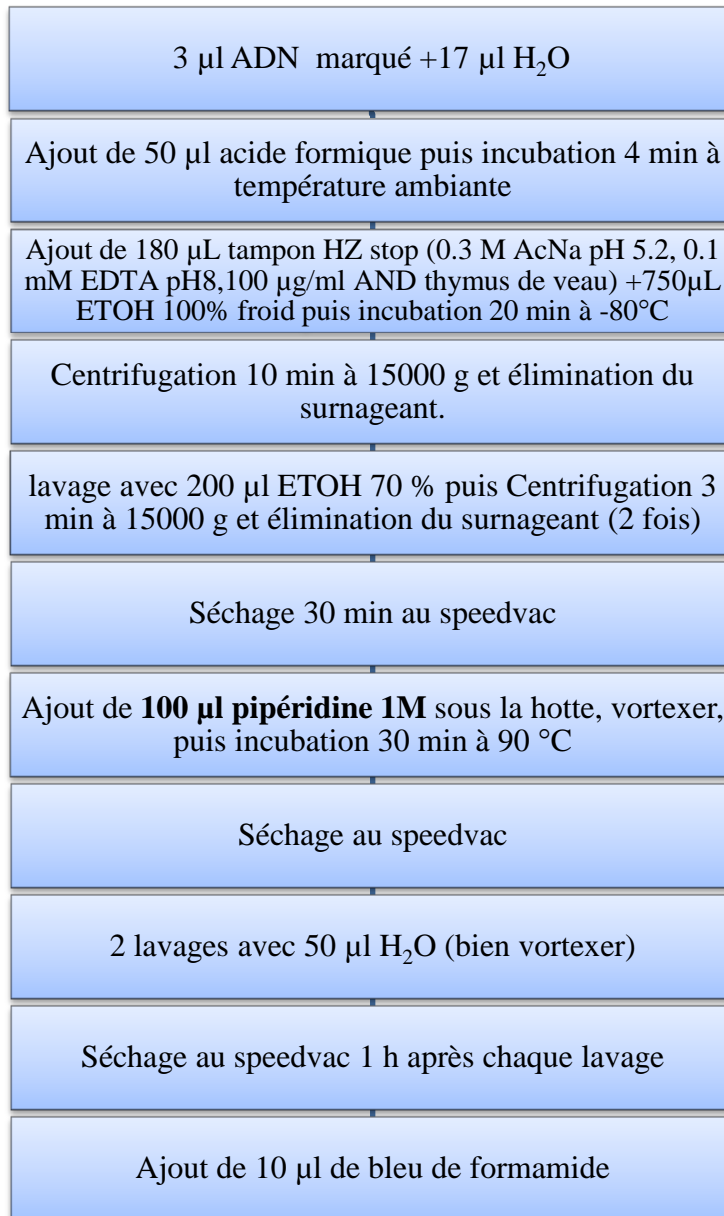 3 µl ADN marqué +17 µl H₂O
Ajout de 50 µl acide formique puis incubation 4 min à
température ambiante
Ajout de 180 µL tampon HZ stop (0.3 M AcNa pH 5.2, 0.1
mM EDTA pH8,100 µg/ml AND thymus de veau) +750µL
ETOH 100% froid puis incubation 20 min à -80°C
Centrifugation 10 min à 15000 g et élimination du
surnageant.
lavage avec 200 µl ETOH 70 % puis Centrifugation 3
min à 15000 g et élimination du surnageant (2 fois)
Séchage 30 min au speedvac
Ajout de 100 µl pipéridine 1M sous la hotte, vortexer,
puis incubation 30 min à 90 °C
Séchage au speedvac
2 lavages avec 50 µl H₂O (bien vortexer)
Séchage au speedvac 1 h après chaque lavage
Ajout de 10 µl de bleu de formamide